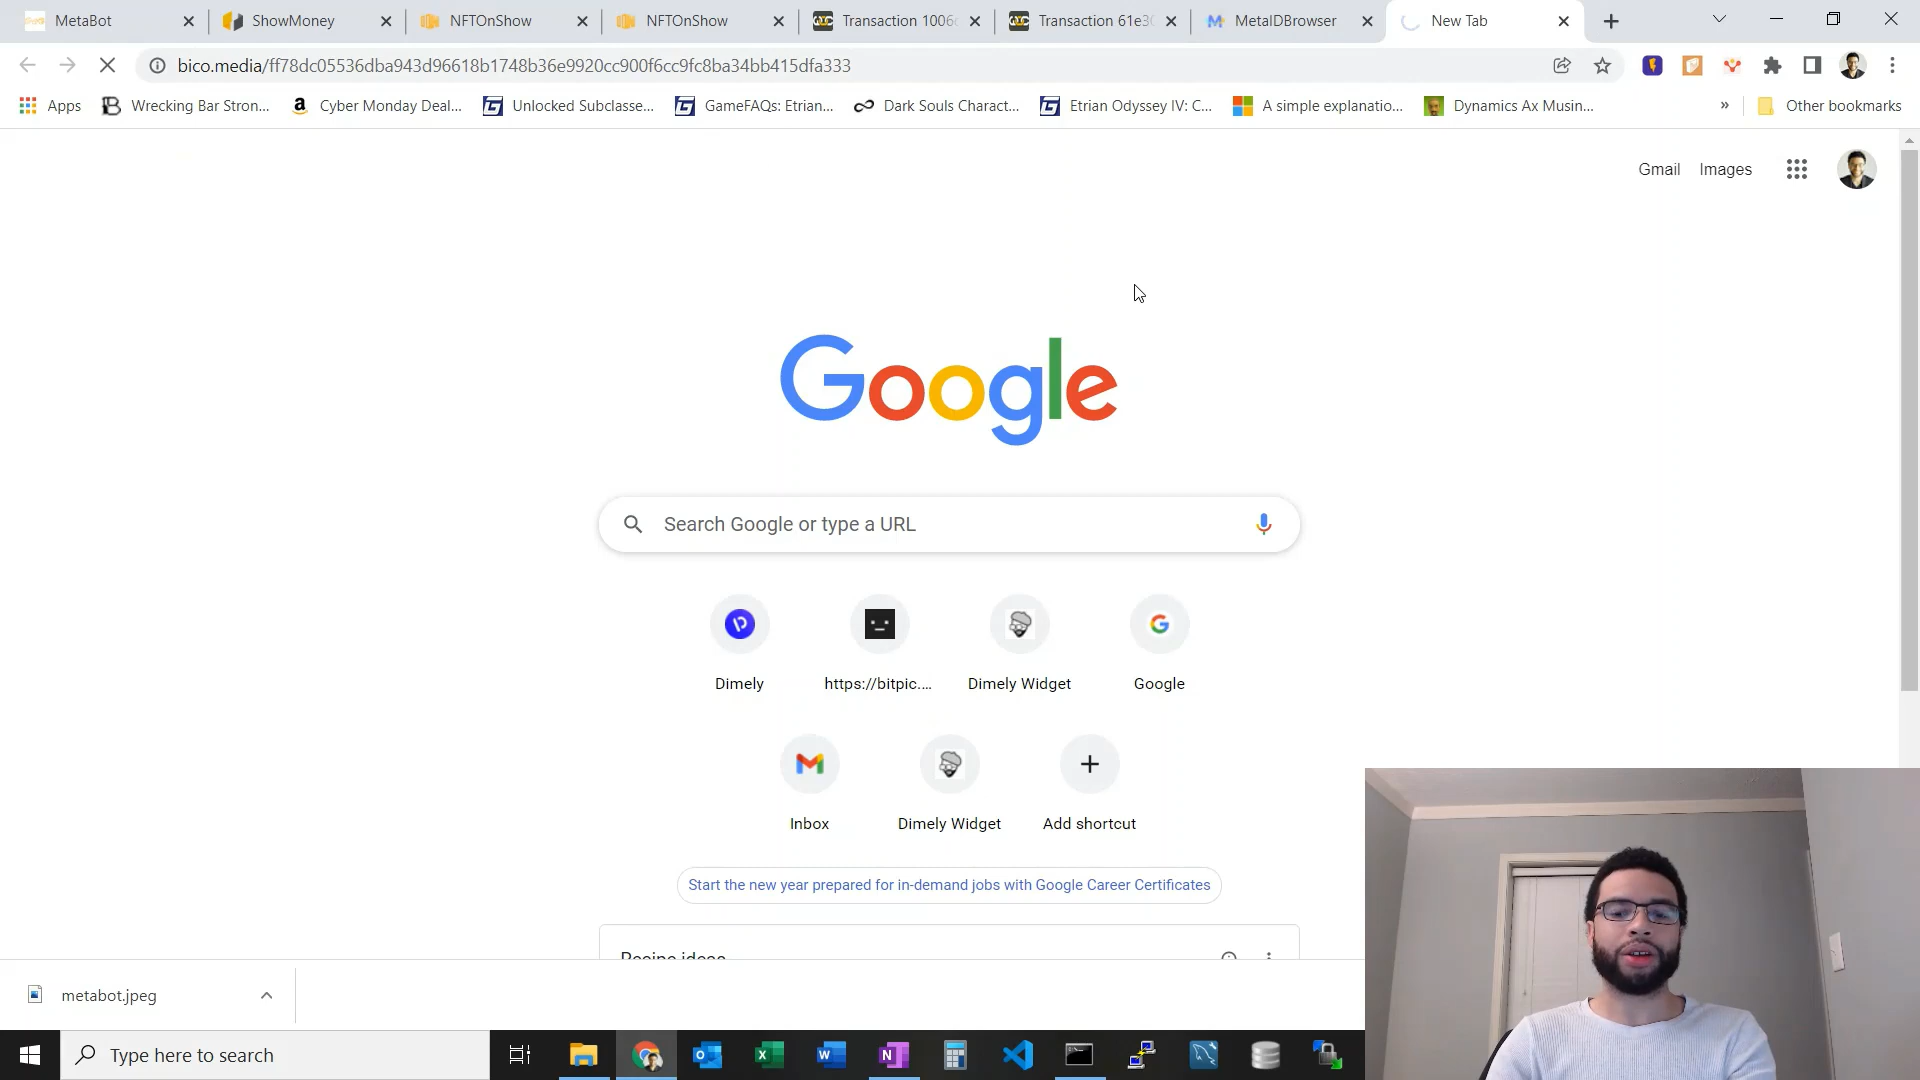 MetaBot
ShowMoney
NFTOnShow
NFTOnShow
Transaction 1006
Transaction 61e30
MetaIDBrowser
New Tab
bico.media/ff78dc05536dba943d96618b1748b36e9920cc900f6cc9fc8ba34bb415dfa333
Apps
Wrecking Bar Stron...
Cyber Monday Deal...
Unlocked Subclasse...
GameFAQs: Etrian...
Dark Souls Charact...
Etrian Odyssey IV: C...
A simple explanatio...
Dynamics Ax Musin...
»
Other bookmarks
Gmail
Images
Google
Search Google or type a URL
Dimely
https://bitpic....
Dimely Widget
Google
Inbox
Dimely Widget
Add shortcut
Start the new year prepared for in-demand jobs with Google Career Certificates
Recipe ideas
metabot.jpeg
Type here to search